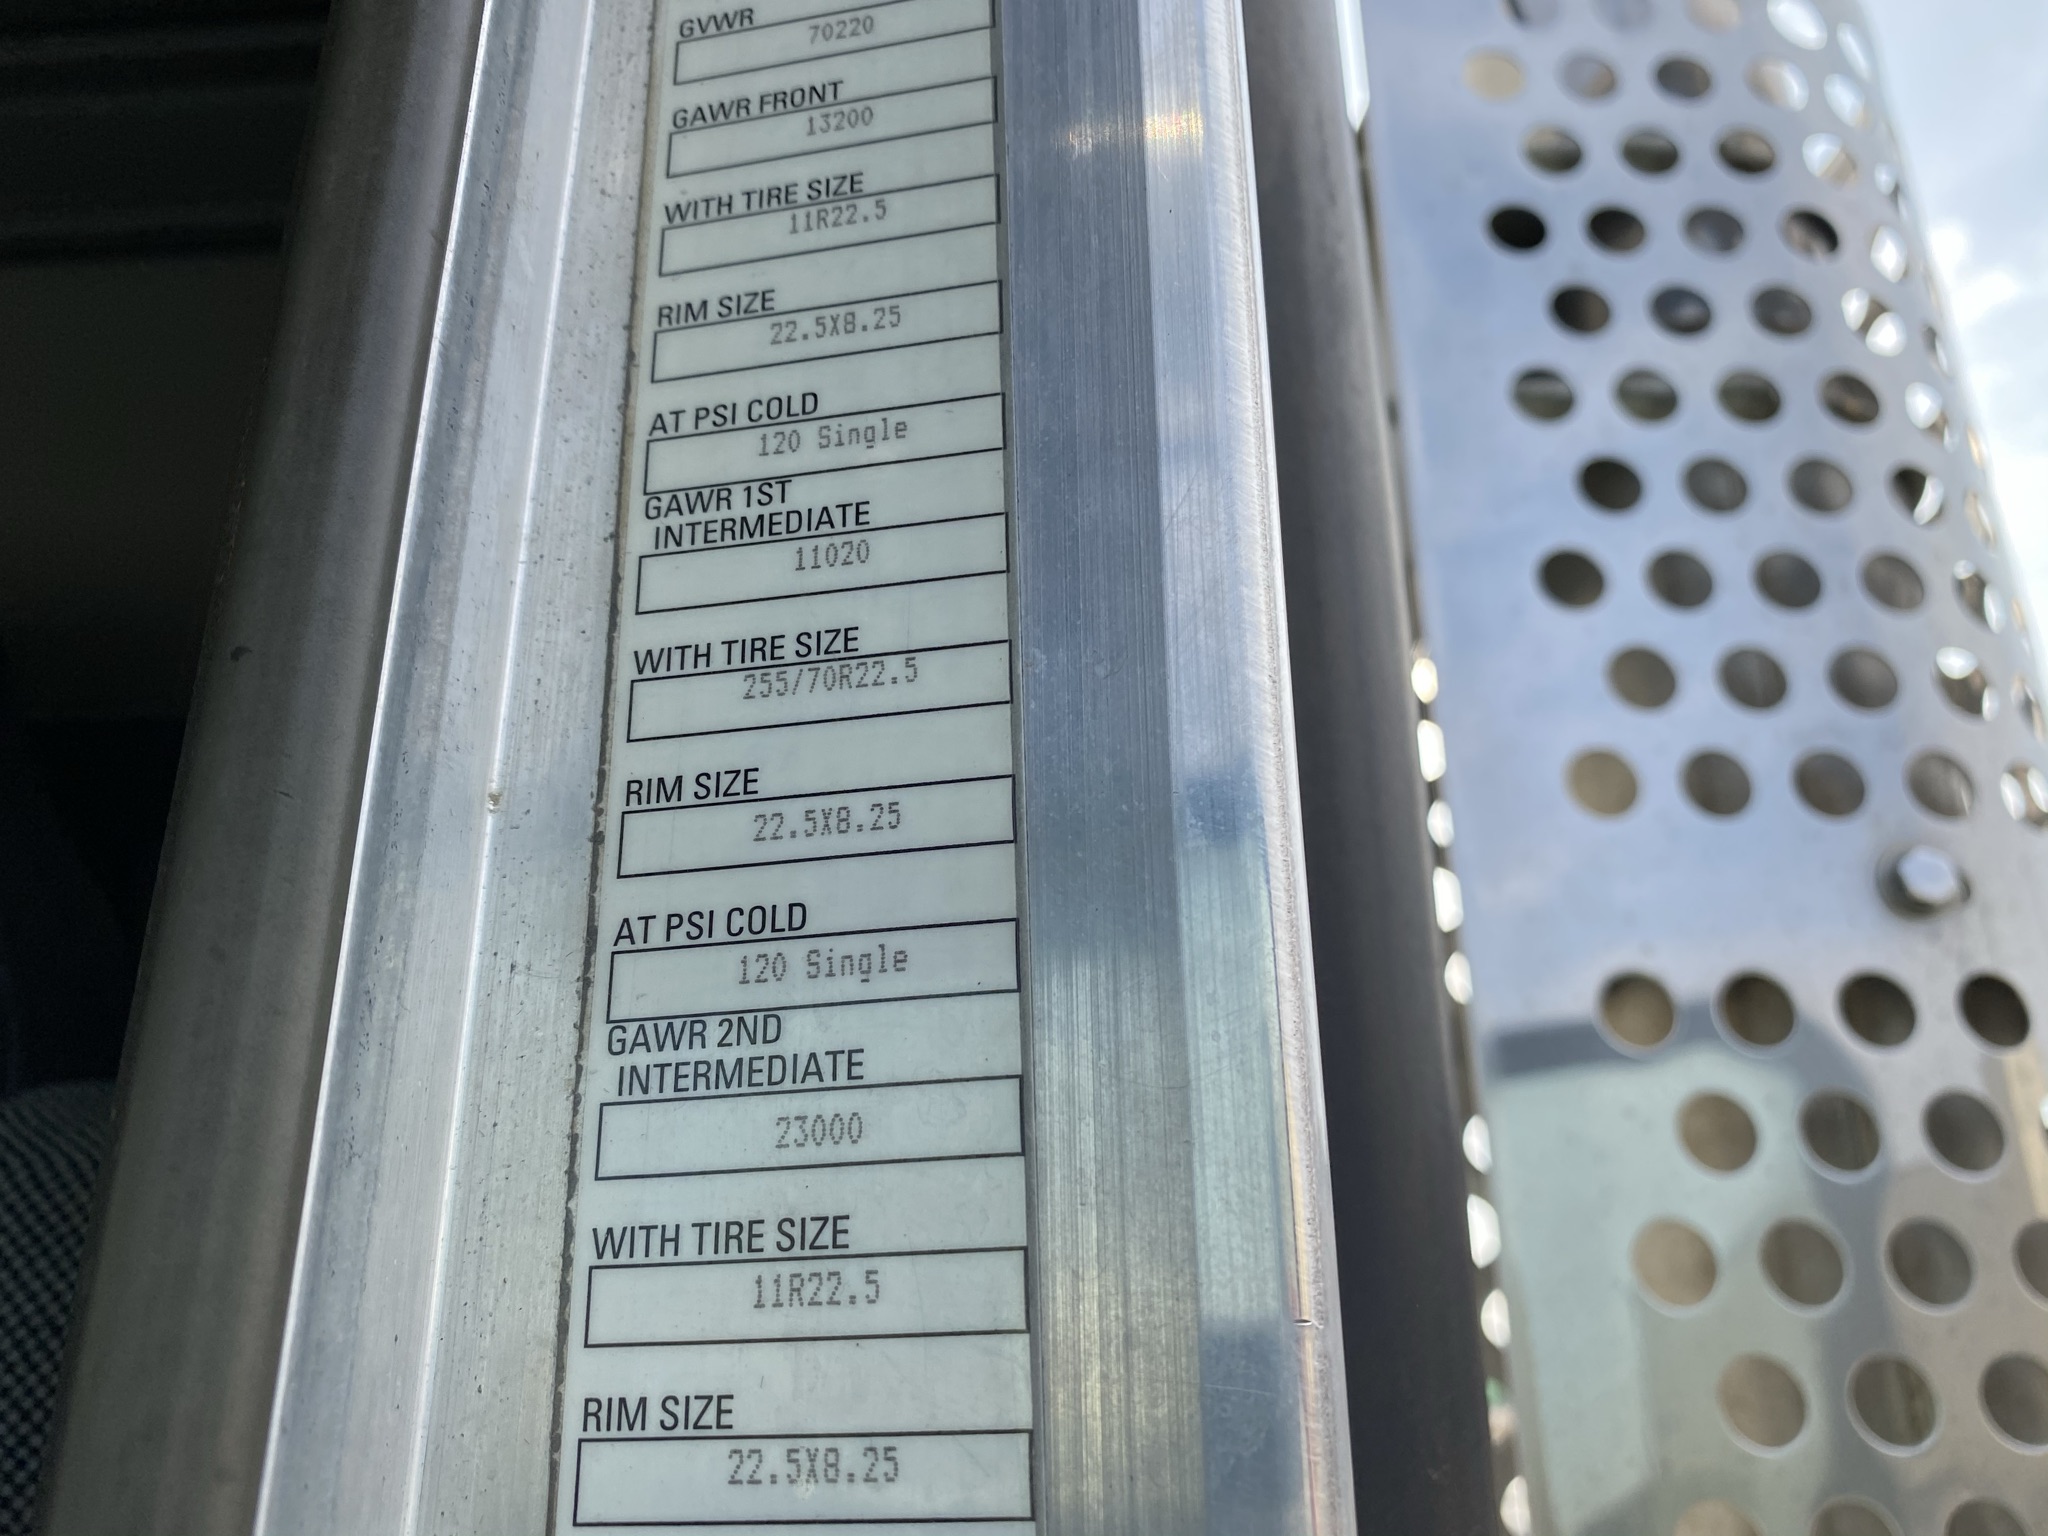 GVWR
70220
GAWR FRONT
13200
WITH TIRE SIZE
11R22.5
RIM SIZE
22.5X8.25
AT PSI COLD
120 Single
GAWR 1ST
INTERMEDIATE
11020
WITH TIRE SIZE
255/70R22.5
RIM SIZE
22.5X8.25
AT PSI COLD
120 Single
GAWR 2ND
INTERMEDIATE
23000
WITH TIRE SIZE
11R22.5
RIM SIZE
22.5X8.25